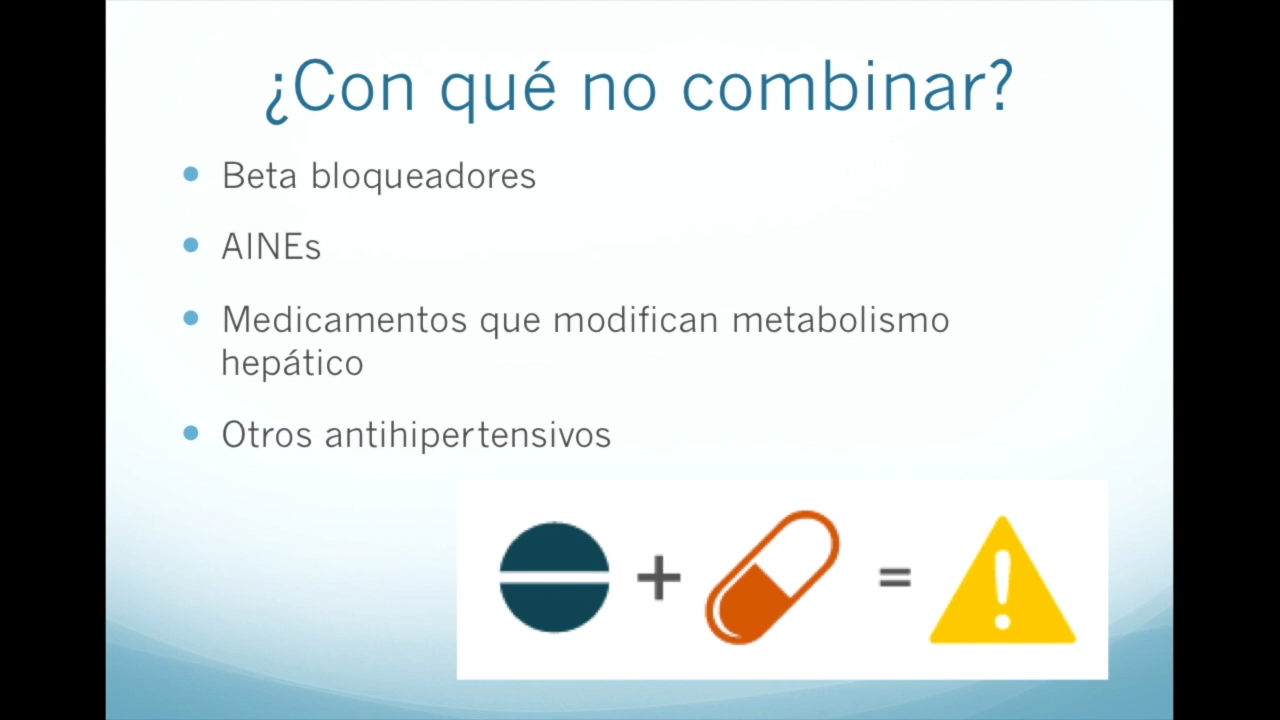 ¿Con qué no combinar?
Beta bloqueadores
AINEs
Medicamentos que modifican metabolismo
hepático
Otros antihipertensivos